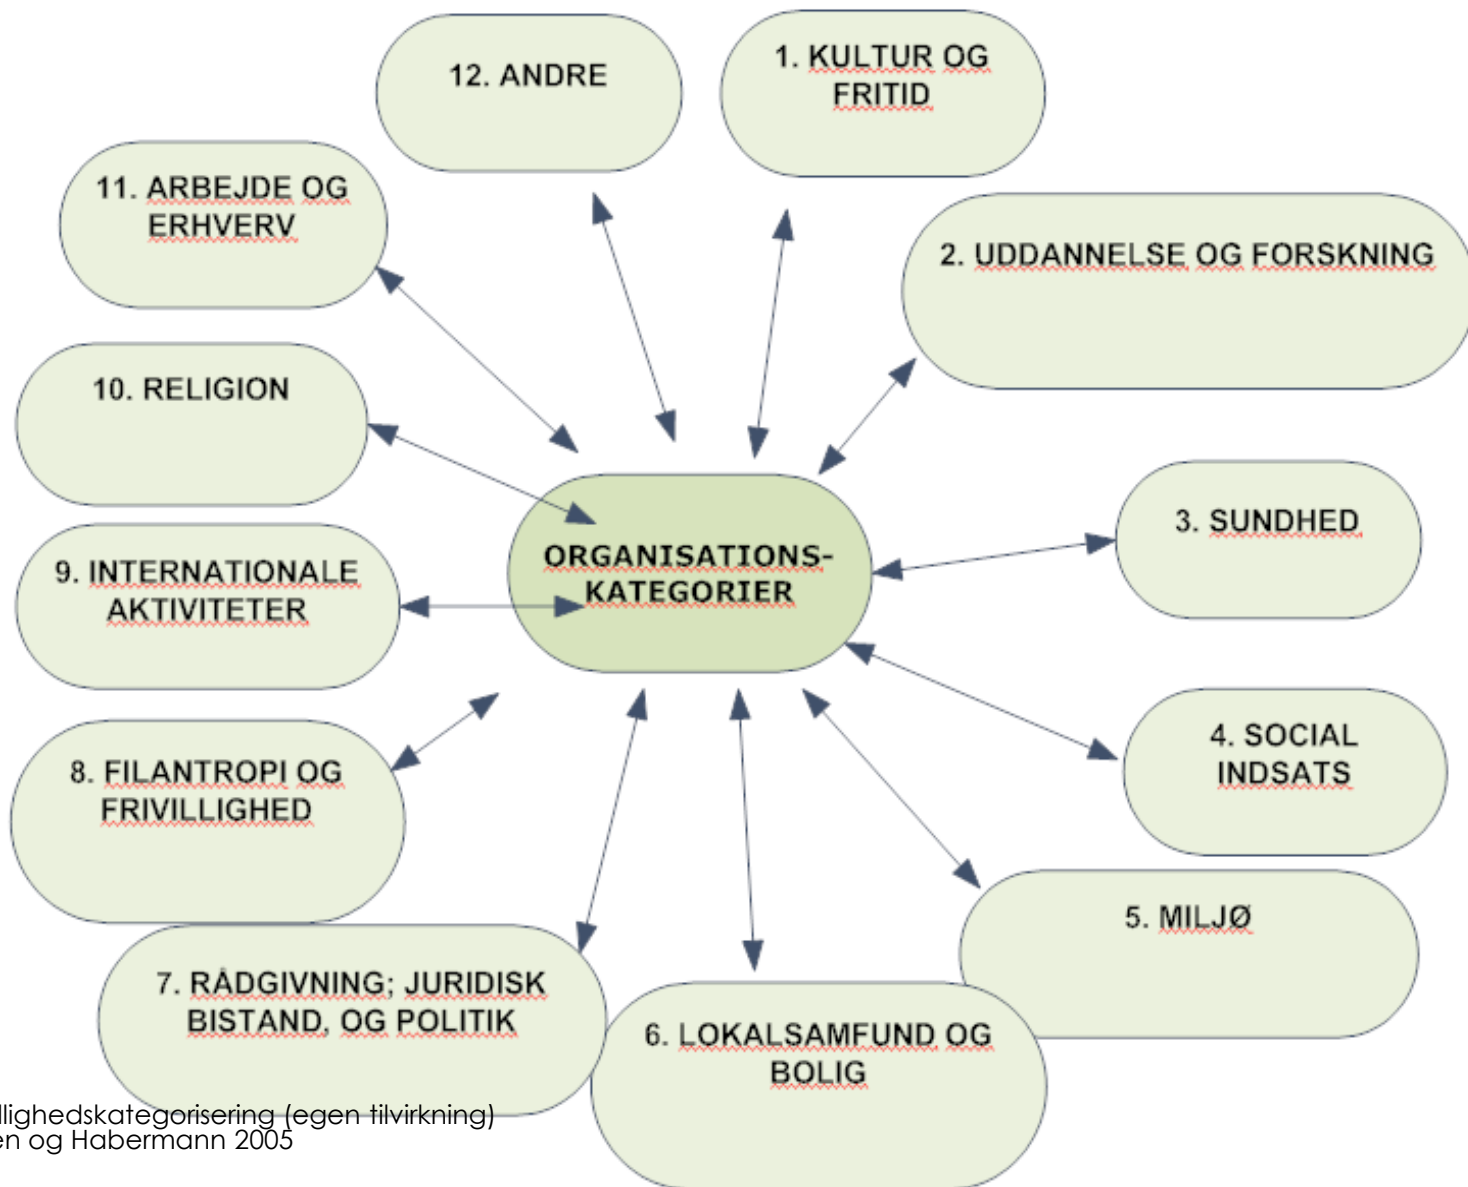 12. ANDRE
1. KULTUR OG
FRITID
11. ARBEJDE OG
ERHVERV
2. UDDANNELSE OG FORSKNING
10. RELIGION
3. SUNDHED
ORGANISATIONS-
KATEGORIER
9. INTERNATIONALE
AKTIVITETER
4. SOCIAL
INDSATS
8. FILANTROPI OG
FRIVILLIGHED
5. MILJØ
7. RÅDGIVNING; JURIDISK
BISTAND, OG POLITIK
6. LOKALSAMFUND OG
BOLIG
llighedskategorisering (egen tilvirkning)
en og Habermann 2005